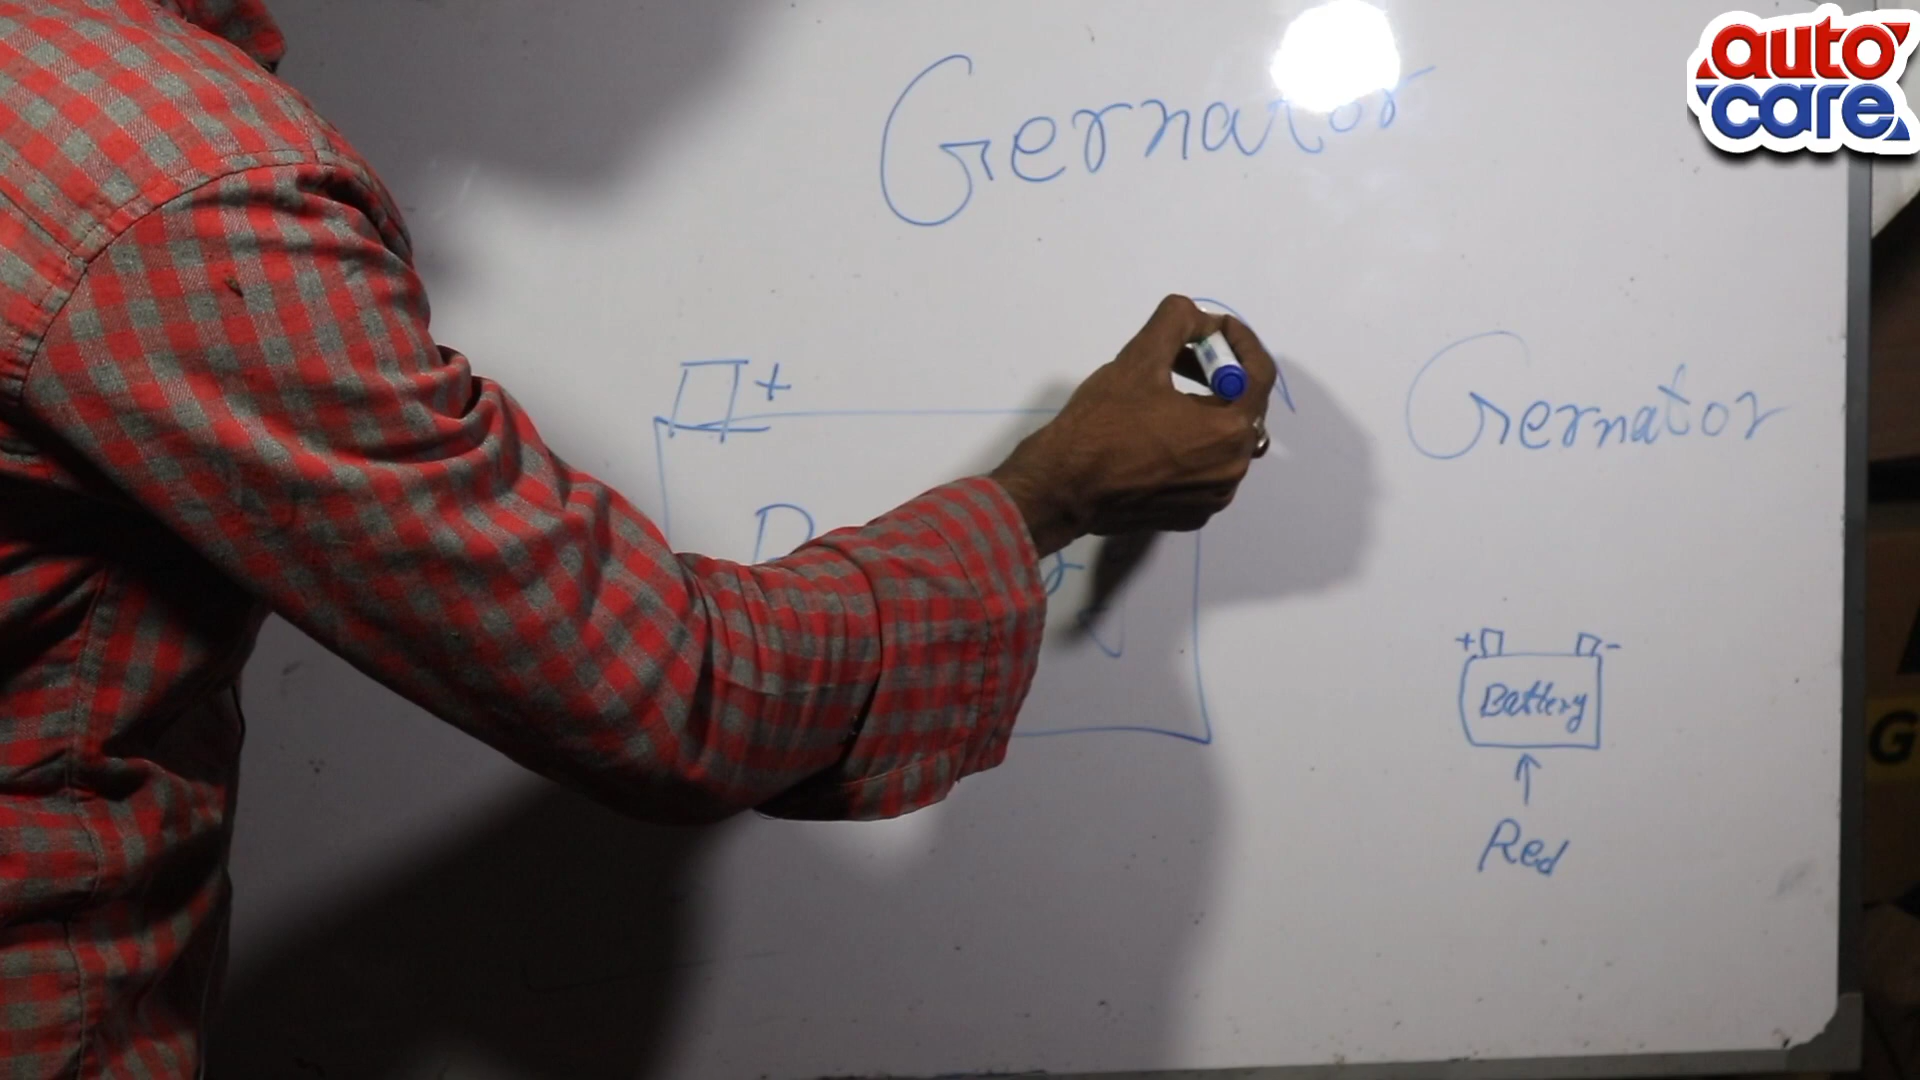 auto
care
Gernator
+
Gernator
+ -
Battery
Red
G